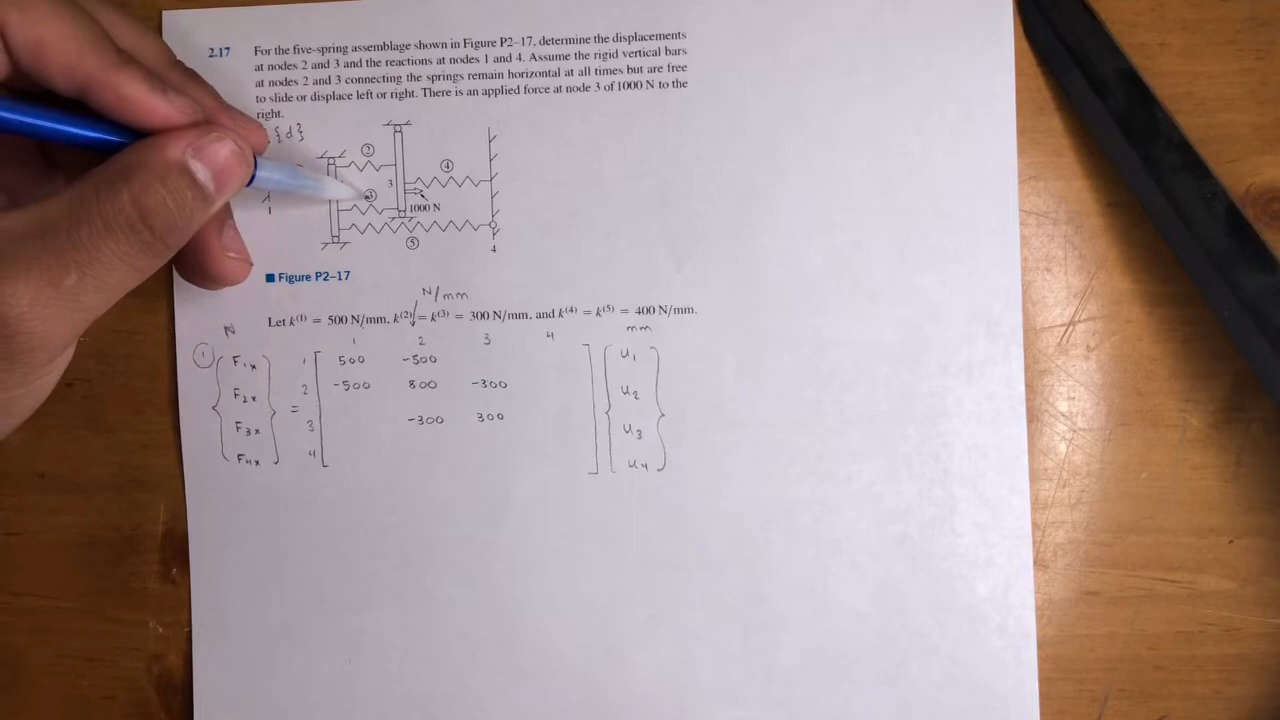 2.17 For the five-spring assemblage shown in Figure P2–17, determine the displacements
at nodes 2 and 3 and the reactions at nodes 1 and 4. Assume the rigid vertical bars
at nodes 2 and 3 connecting the springs remain horizontal at all times but are free
to slide or displace left or right. There is an applied force at node 3 of 1000 N to the
right.
{d}
②
④
3
③
1000 N
⑤
4
■ Figure P2–17
N/mm
Let k(1) = 500 N/mm, k(2) = k(3) = 300 N/mm, and k(4) = k(5) = 400 N/mm.
N mm
1 2 3 4
① F1x 1 500 -500 u1
F2x = 2 -500 800 -300 u2
F3x 3 -300 300 u3
F4x 4 u4